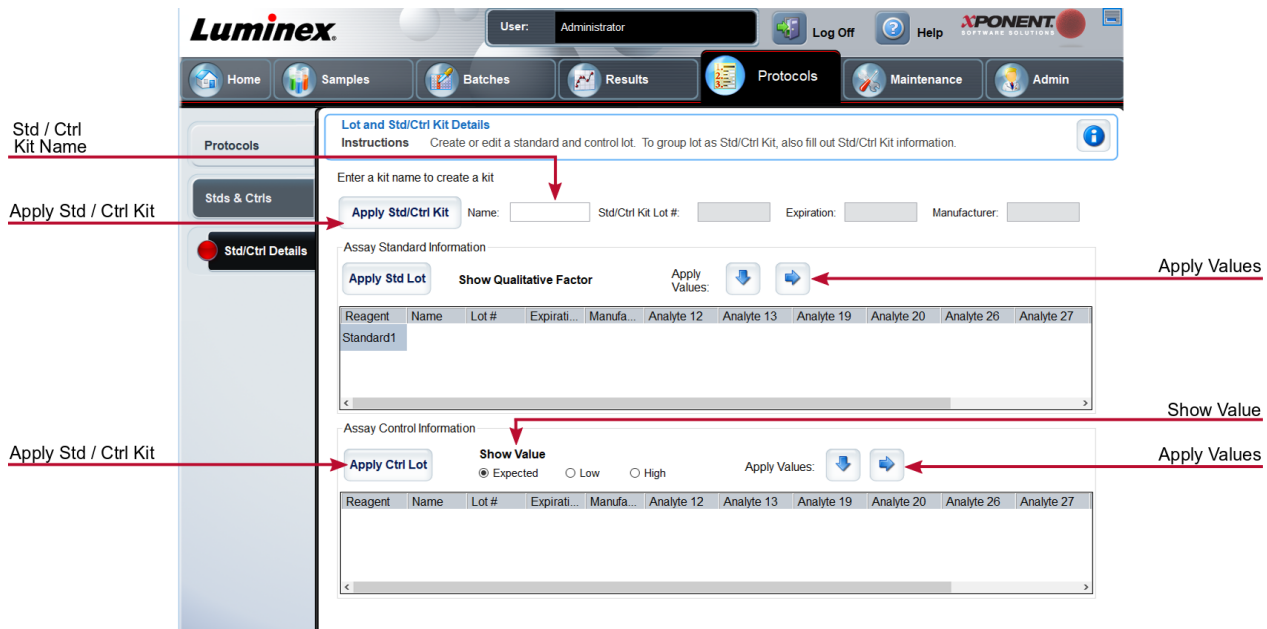 Luminex.
User: Administrator
Log Off
Help
XPONENT.
SOFTWARE SOLUTIONS
Home
Samples
Batches
Results
Protocols
Maintenance
Admin
Std / Ctrl
Kit Name
Apply Std / Ctrl Kit
Protocols
Stds & Ctrls
Std/Ctrl Details
Lot and Std/Ctrl Kit Details
Instructions Create or edit a standard and control lot. To group lot as Std/Ctrl Kit, also fill out Std/Ctrl Kit information.
Enter a kit name to create a kit
Apply Std/Ctrl Kit Name: Std/Ctrl Kit Lot #: Expiration: Manufacturer:
Assay Standard Information
Apply Std Lot Show Qualitative Factor Apply
Values:
Apply Values
Reagent Name Lot # Expirati... Manufa... Analyte 12 Analyte 13 Analyte 19 Analyte 20 Analyte 26 Analyte 27
Standard1
Show Value
Assay Control Information
Apply Std / Ctrl Kit
Apply Ctrl Lot
Show Value
Expected Low High
Apply Values:
Apply Values
Reagent Name Lot # Expirati... Manufa... Analyte 12 Analyte 13 Analyte 19 Analyte 20 Analyte 26 Analyte 27